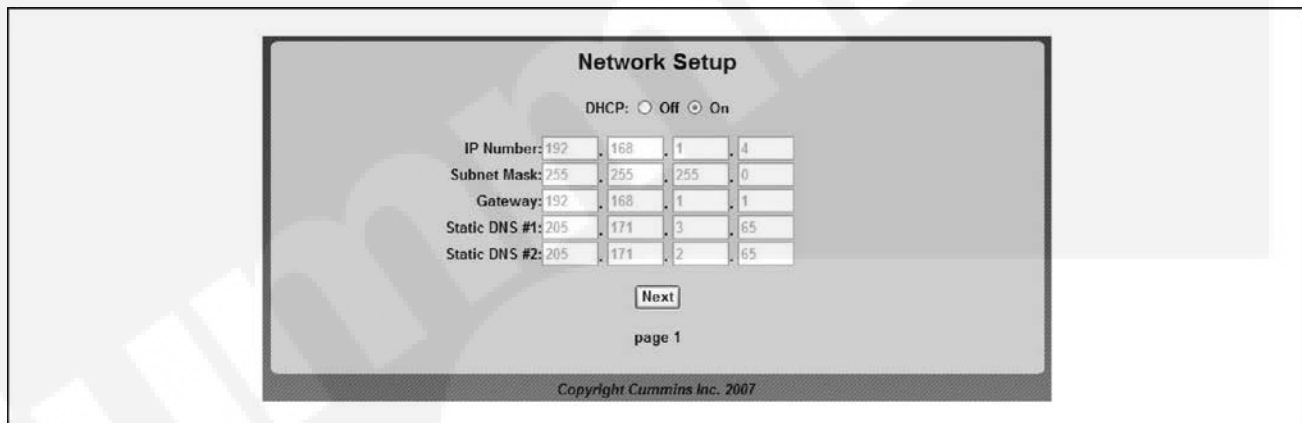 Network Setup
DHCP: Off On
IP Number: 192 . 168 . 1 . 4
Subnet Mask: 255 . 255 . 255 . 0
Gateway: 192 . 168 . 1 . 1
Static DNS #1: 205 . 171 . 3 . 65
Static DNS #2: 205 . 171 . 2 . 65
Next
page 1
Copyright Cummins Inc. 2007